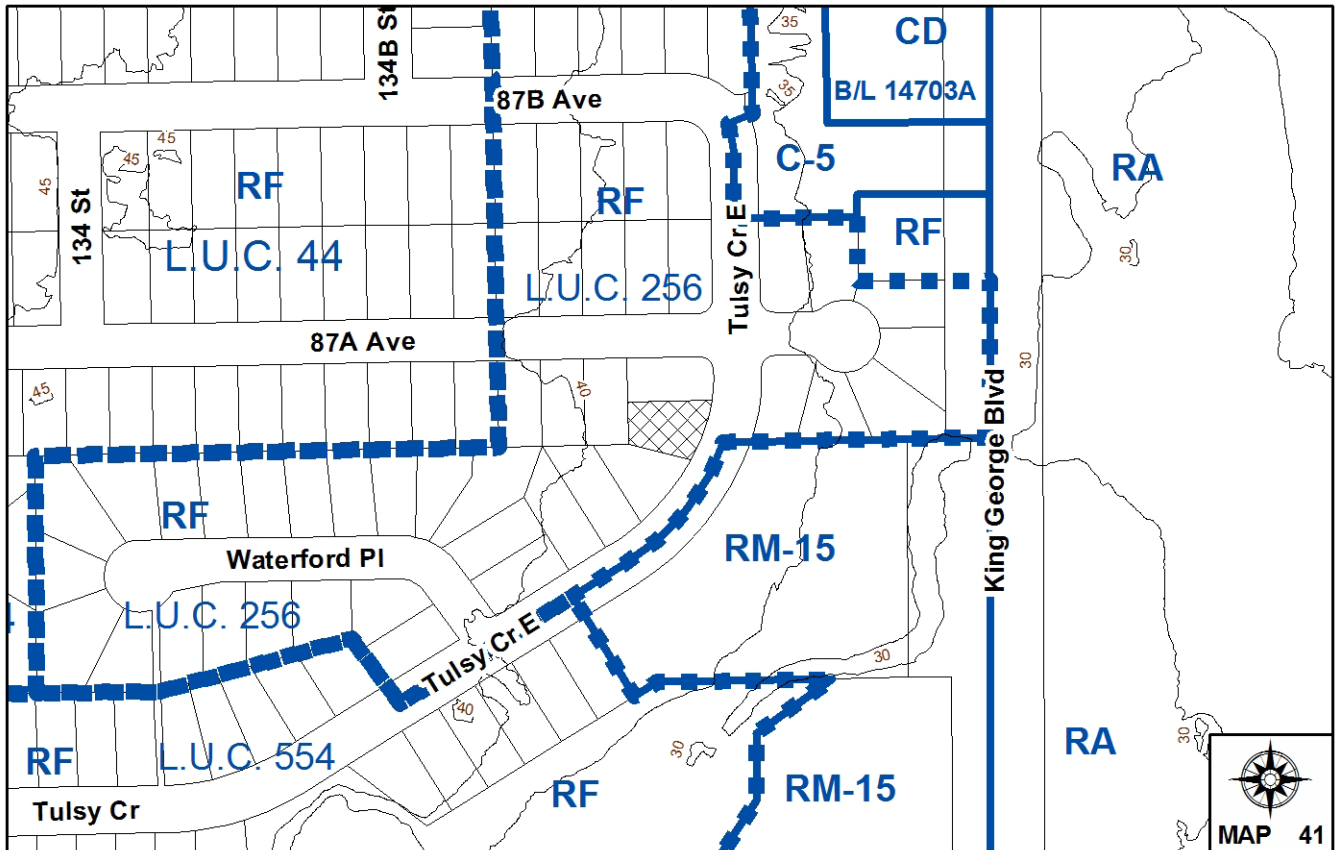 35
CD
134B St
B/L 14703A
87B Ave
35
45
45
C-5
RA
45
RF
RF
134 St
RF
L.U.C. 44
30
L.U.C. 256
Tulsy Cr E
87A Ave
30
45
40
King George Blvd
RF
RM-15
Waterford Pl
L.U.C. 256
4
Tulsy Cr E
30
40
RA
30
30
RF
L.U.C. 554
RF
RM-15
Tulsy Cr
MAP 41